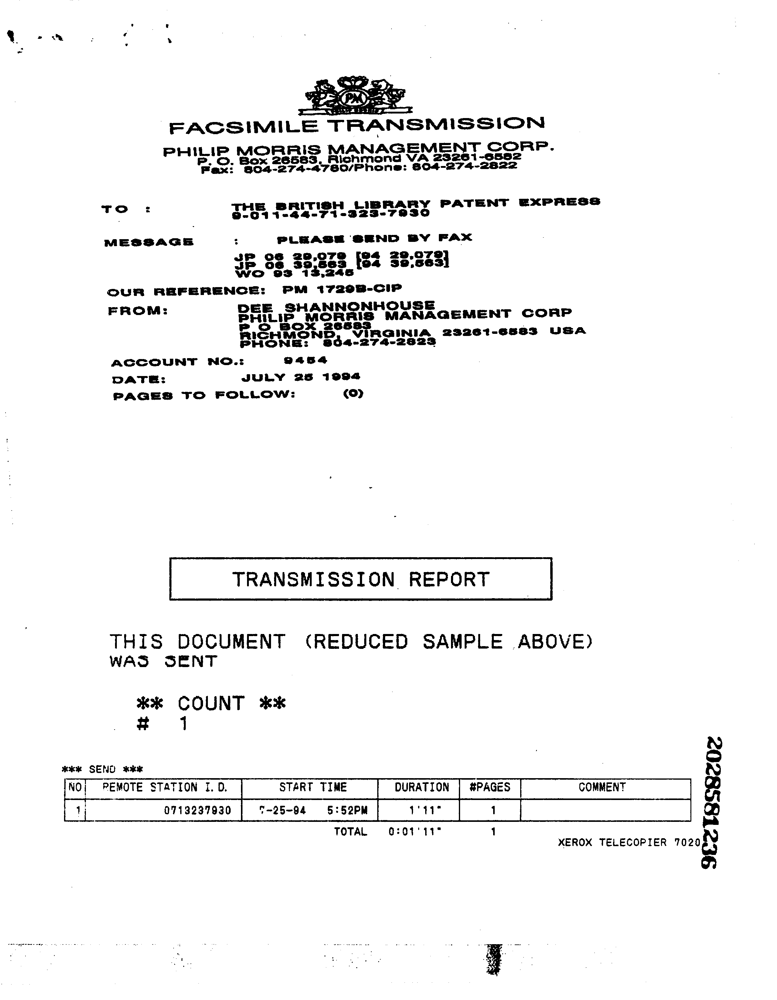 PM
FACSIMILE TRANSMISSION
PHILIP MORRIS MANAGEMENT CORP.
P. O. Box 26583, Richmond VA 23261-6582
Fax: 804-274-4780/Phone: 804-274-2822
TO : THE BRITISH LIBRARY PATENT EXPRESS
9-011-44-71-323-7930
MESSAGE : PLEASE SEND BY FAX
JP 06 29,079 [94 29,079]
JP 06 39,563 [94 39,563]
WO 93 13,245
OUR REFERENCE: PM 1729B-CIP
FROM: DEE SHANNONHOUSE
PHILIP MORRIS MANAGEMENT CORP
P O BOX 26583
RICHMOND, VIRGINIA 23261-6583 USA
PHONE: 804-274-2823
ACCOUNT NO.: 9454
DATE: JULY 25 1994
PAGES TO FOLLOW: (0)
TRANSMISSION REPORT
THIS DOCUMENT (REDUCED SAMPLE ABOVE)
WAS SENT
** COUNT **
# 1
*** SEND ***
NO REMOTE STATION I.D. START TIME DURATION #PAGES COMMENT
1 0713237930 7-25-94 5:52PM 1'11" 1
TOTAL 0:01'11" 1
XEROX TELECOPIER 7020
2028581236